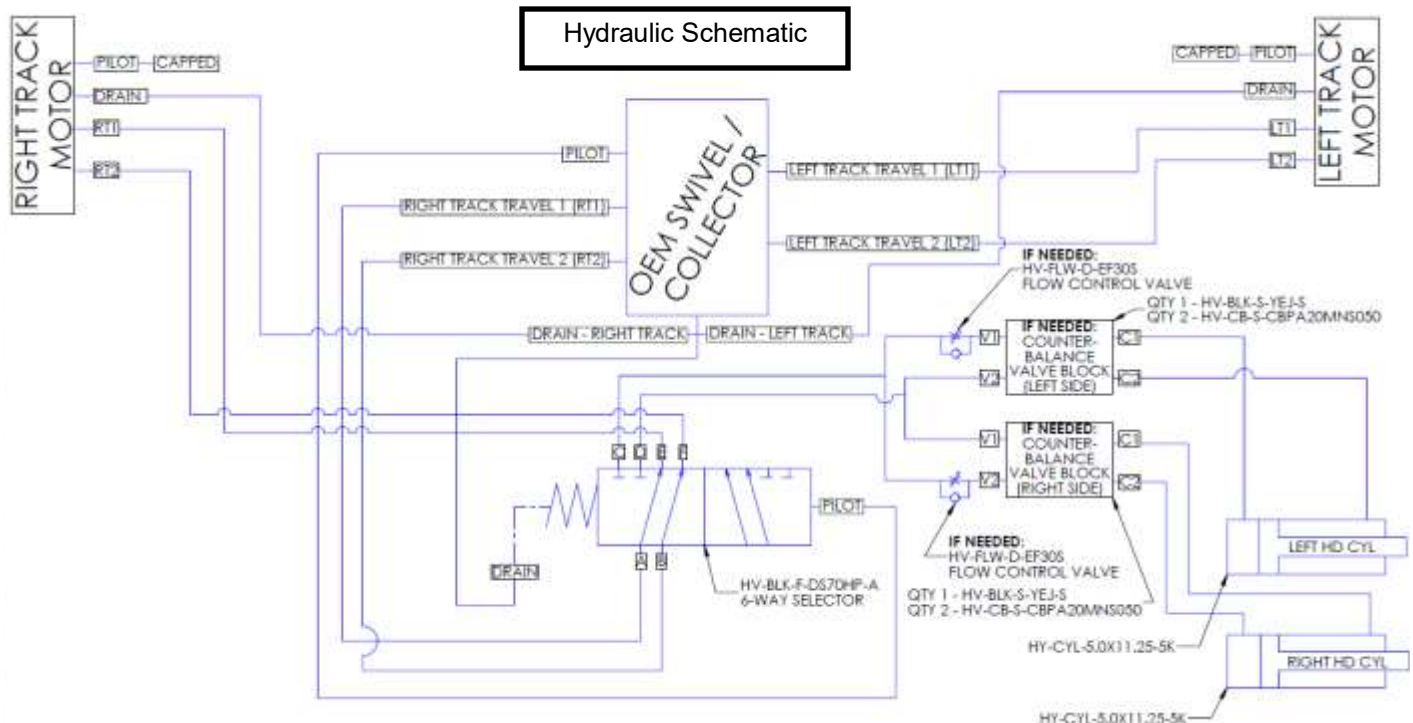 Hydraulic Schematic
RIGHT TRACK
MOTOR
PILOT
CAPPED
DRAIN
RT1
RT2
OEM SWIVEL /
COLLECTOR
PILOT
RIGHT TRACK TRAVEL 1 (RT1)
RIGHT TRACK TRAVEL 2 (RT2)
LEFT TRACK TRAVEL 1 (LT1)
LEFT TRACK TRAVEL 2 (LT2)
DRAIN - RIGHT TRACK
DRAIN - LEFT TRACK
LEFT TRACK
MOTOR
CAPPED
PILOT
DRAIN
LT1
LT2
IF NEEDED:
HV-FLW-D-EF30S
FLOW CONTROL VALVE
QTY 1 - HV-BLK-S-YEJ-S
QTY 2 - HV-CB-S-CBPA20MNS050
V1
V2
IF NEEDED:
COUNTER-
BALANCE
VALVE BLOCK
(LEFT SIDE)
C1
C2
V1
V2
IF NEEDED:
COUNTER-
BALANCE
VALVE BLOCK
(RIGHT SIDE)
C1
C2
C
D
E
F
PILOT
A
B
DRAIN
HV-BLK-F-DS70HP-A
6-WAY SELECTOR
IF NEEDED:
HV-FLW-D-EF30S
FLOW CONTROL VALVE
QTY 1 - HV-BLK-S-YEJ-S
QTY 2 - HV-CB-S-CBPA20MNS050
LEFT HD CYL
HY-CYL-5.0X11.25-5K
RIGHT HD CYL
HY-CYL-5.0X11.25-5K